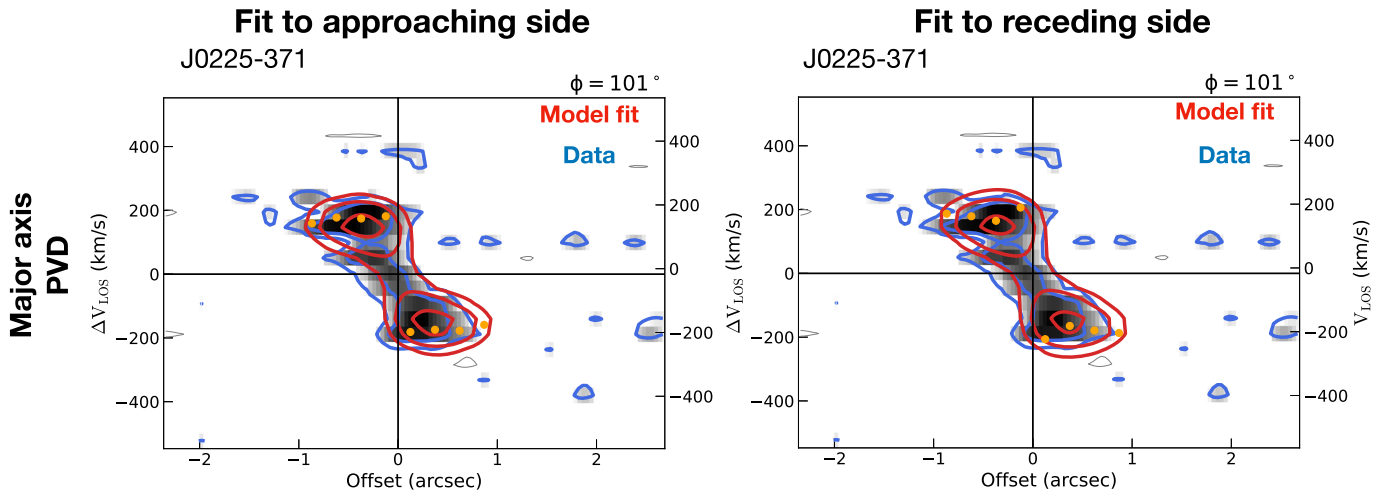 Fit to approaching side
Fit to receding side
J0225-371
J0225-371
ϕ = 101°
ϕ = 101°
Model fit
Data
Model fit
Data
Major axis
PVD
ΔV_LOS (km/s)
400
200
0
−200
−400
400
200
0
−200
−400
−2 −1 0 1 2
Offset (arcsec)
ΔV_LOS (km/s)
400
200
0
−200
−400
400
200
0
−200
−400
V_LOS (km/s)
−2 −1 0 1 2
Offset (arcsec)